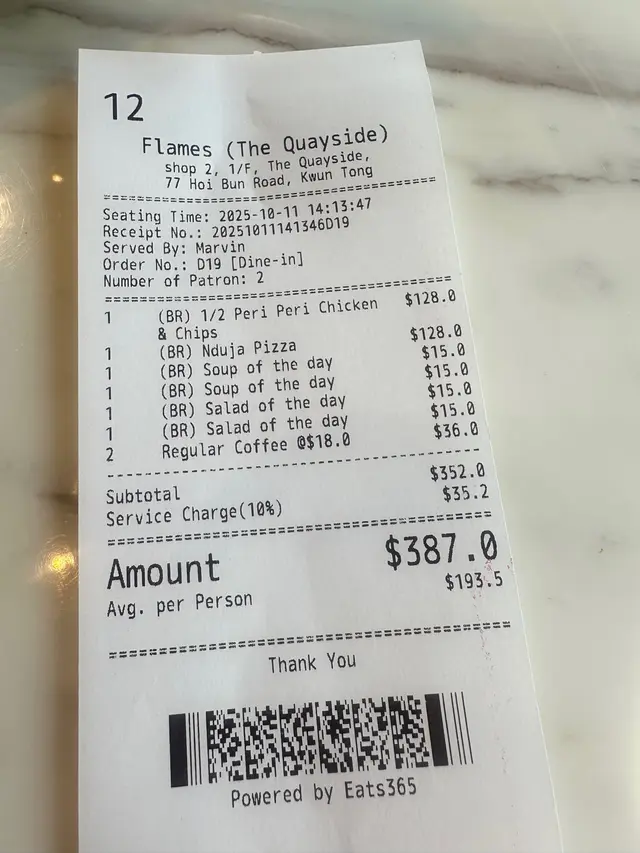 12
Flames (The Quayside)
shop 2, 1/F, The Quayside,
77 Hoi Bun Road, Kwun Tong
Seating Time: 2025-10-11 14:13:47
Receipt No.: 20251011141346D19
Served By: Marvin
Order No.: D19 [Dine-in]
Number of Patron: 2
1 (BR) 1/2 Peri Peri Chicken $128.0
& Chips
1 (BR) Nduja Pizza $128.0
1 (BR) Soup of the day $15.0
1 (BR) Soup of the day $15.0
1 (BR) Salad of the day $15.0
1 (BR) Salad of the day $15.0
2 Regular Coffee @$18.0 $36.0
Subtotal $352.0
Service Charge(10%) $35.2
Amount $387.0
Avg. per Person $193.5
Thank You
Powered by Eats365